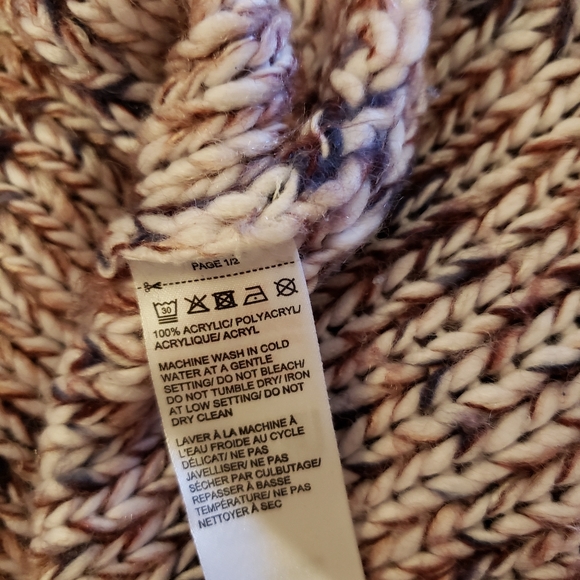 PAGE 1/2
30
100% ACRYLIC/ POLYACRYL/
ACRYLIQUE/ ACRYL
MACHINE WASH IN COLD
WATER AT A GENTLE
SETTING/ DO NOT BLEACH/
DO NOT TUMBLE DRY/ IRON
AT LOW SETTING/ DO NOT
DRY CLEAN
LAVER À LA MACHINE À
L'EAU FROIDE AU CYCLE
DÉLICAT/ NE PAS
JAVELLISER/ NE PAS
SÉCHER PAR CULBUTAGE/
REPASSER À BASSE
TEMPÉRATURE/ NE PAS
NETTOYER À SEC